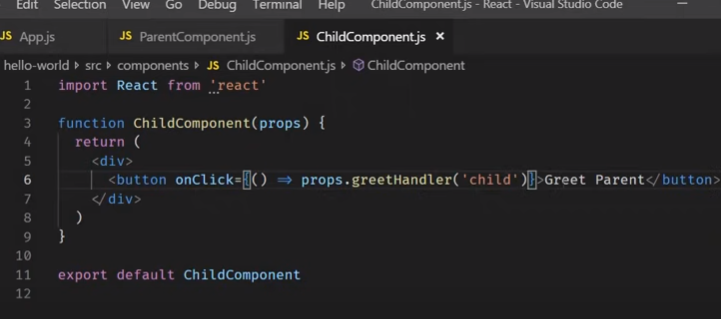 Edit Selection View Go Debug Terminal Help ChildComponent.js - React - Visual Studio Code
JS App.js JS ParentComponent.js JS ChildComponent.js ×
hello-world > src > components > JS ChildComponent.js > ChildComponent
1 import React from 'react'
2
3 function ChildComponent(props) {
4 return (
5 <div>
6 <button onClick={() => props.greetHandler('child')}>Greet Parent</button>
7 </div>
8 )
9 }
10
11 export default ChildComponent
12